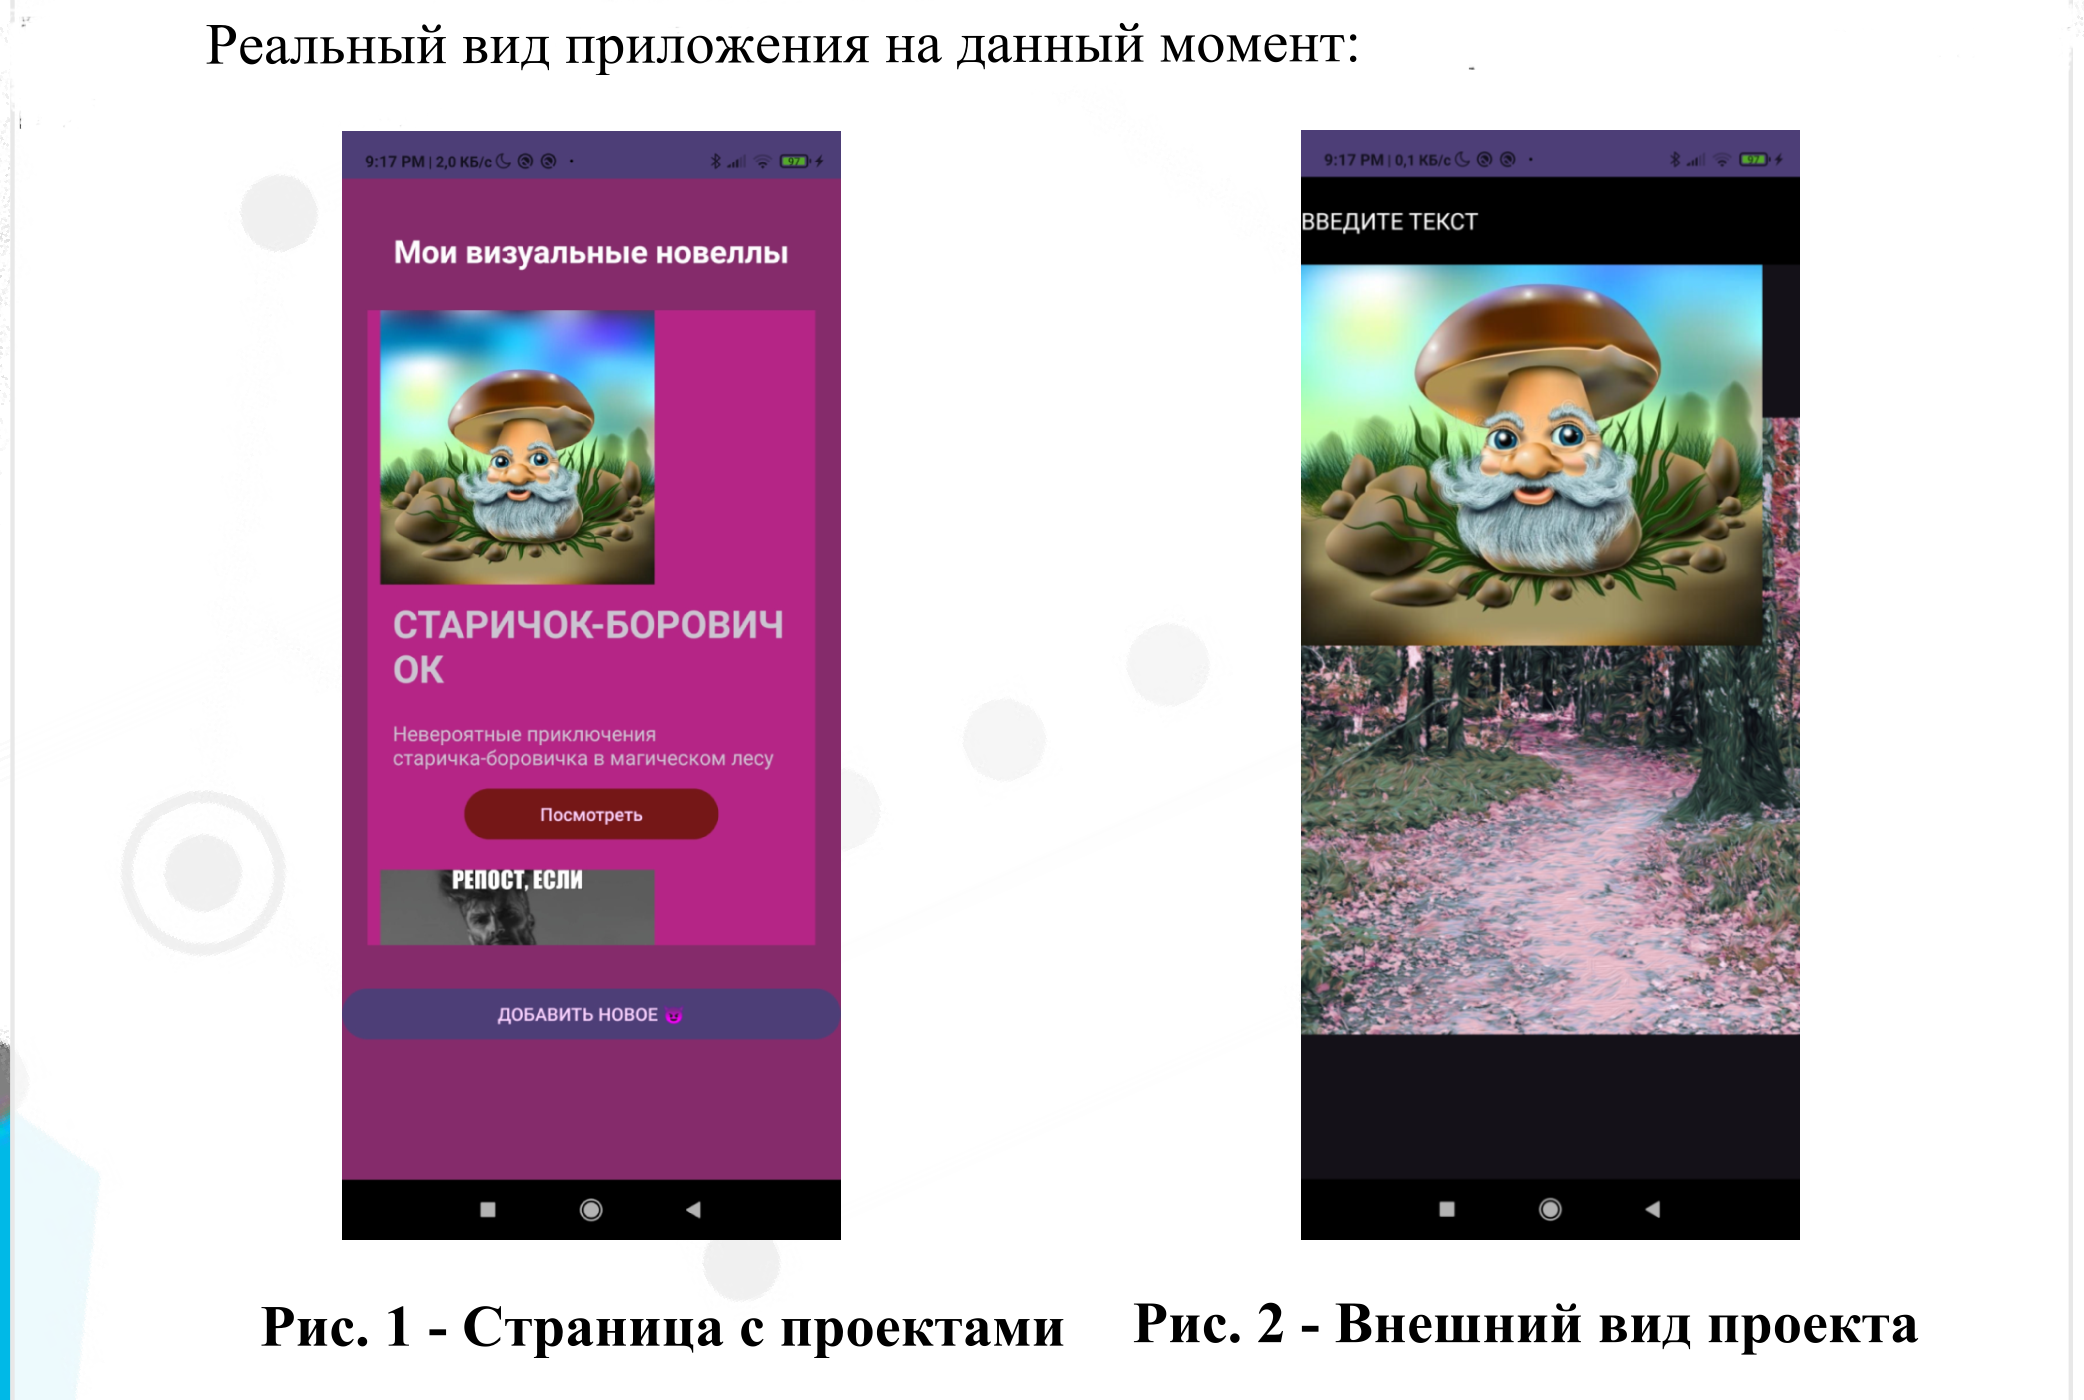 Реальный вид приложения на данный момент:
9:17 PM | 2,0 КБ/с
97
Мои визуальные новеллы
СТАРИЧОК-БОРОВИЧ
ОК
Невероятные приключения
старичка-боровичка в магическом лесу
Посмотреть
РЕПОСТ, ЕСЛИ
ДОБАВИТЬ НОВОЕ 😈
Рис. 1 - Страница с проектами
9:17 PM | 0,1 КБ/с
97
ВВЕДИТЕ ТЕКСТ
Рис. 2 - Внешний вид проекта